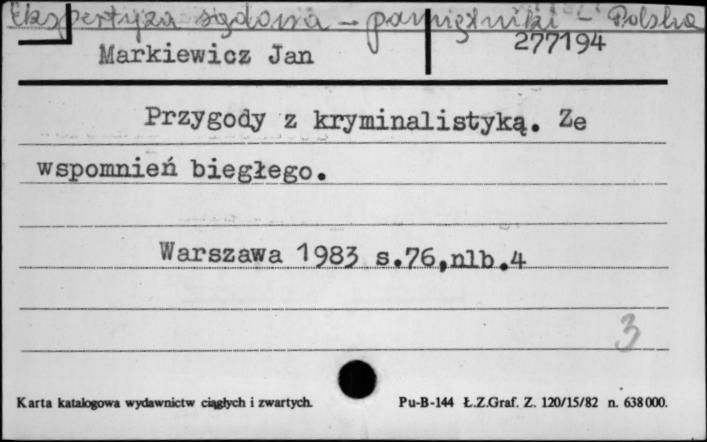 Ekspertyza sądowa - pamiętniki - Polska
Markiewicz Jan
277194
Przygody z kryminalistyką. Ze
wspomnień biegłego.
Warszawa 1983 s.76,nlb.4
3
Karta katalogowa wydawnictw ciągłych i zwartych.
Pu-B-144 Ł.Z.Graf. Z. 120/15/82 n. 638000.